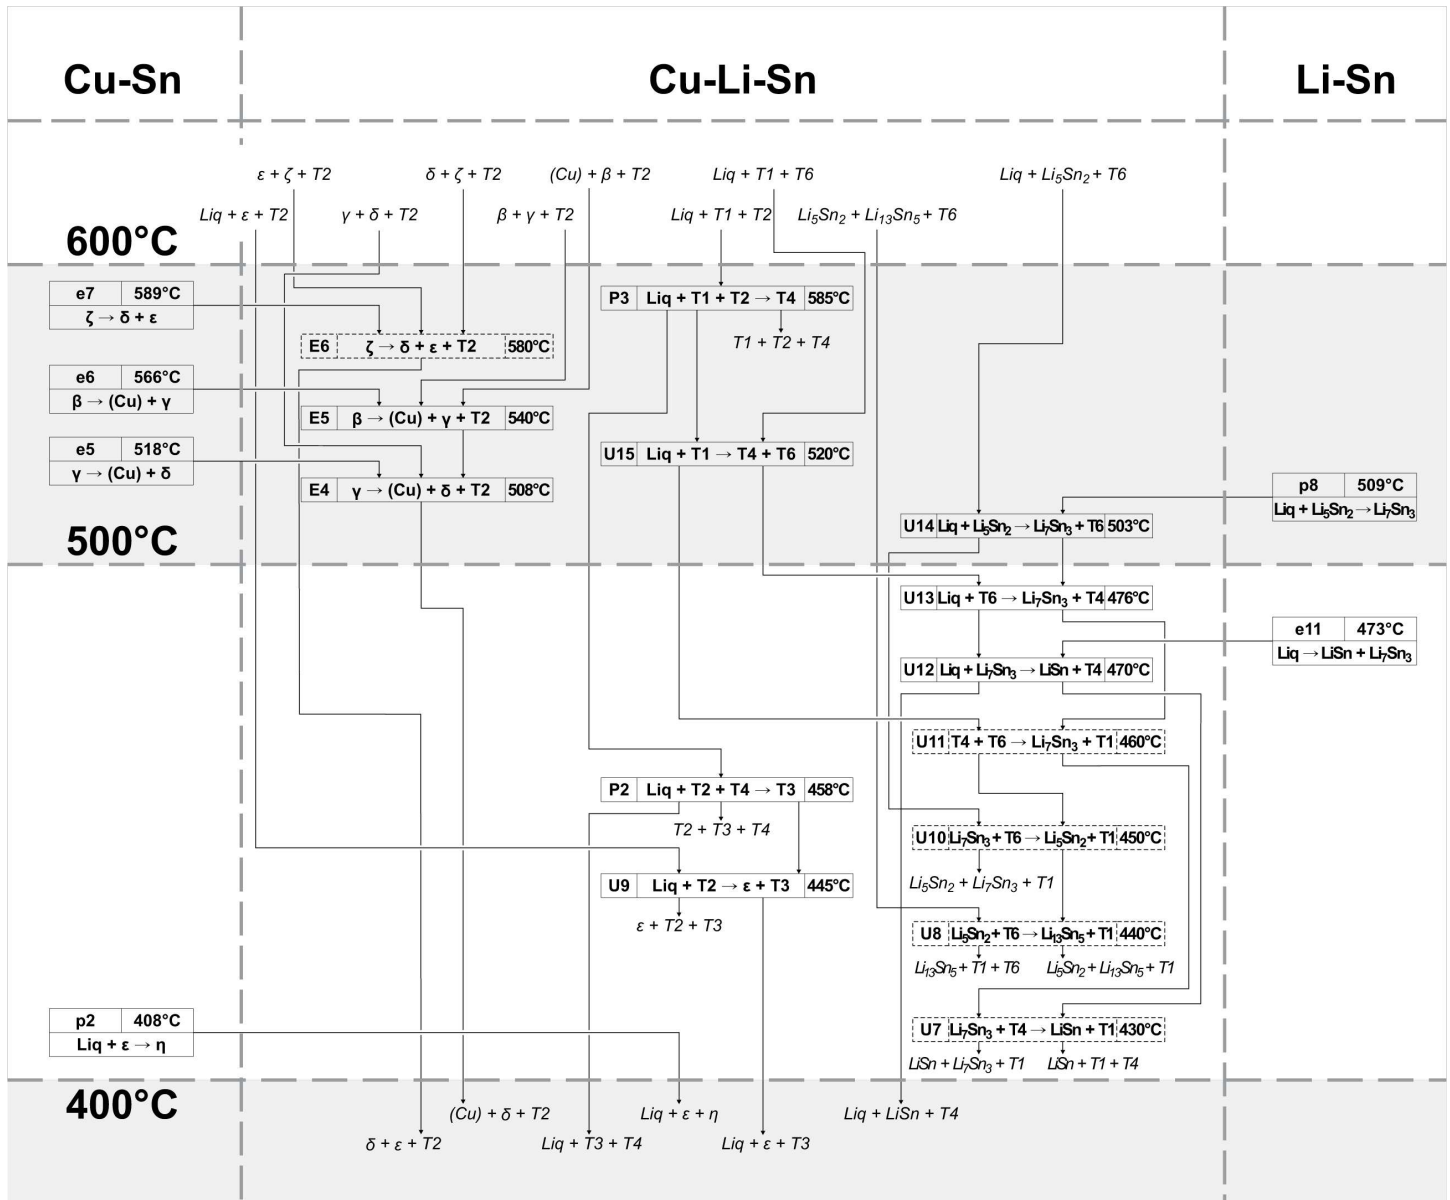 Cu-Sn
Cu-Li-Sn
Li-Sn
ε + ζ + T2
δ + ζ + T2
(Cu) + β + T2
Liq + T1 + T6
Liq + Li₅Sn₂ + T6
Liq + ε + T2
γ + δ + T2
β + γ + T2
Liq + T1 + T2
Li₅Sn₂ + Li₁₃Sn₅ + T6
600°C
e7 589°C
ζ → δ + ε
P3 Liq + T1 + T2 → T4 585°C
T1 + T2 + T4
E6 ζ → δ + ε + T2 580°C
e6 566°C
β → (Cu) + γ
E5 β → (Cu) + γ + T2 540°C
e5 518°C
γ → (Cu) + δ
U15 Liq + T1 → T4 + T6 520°C
E4 γ → (Cu) + δ + T2 508°C
p8 509°C
Liq + Li₅Sn₂ → Li₇Sn₃
U14 Liq + Li₅Sn₂ → Li₇Sn₃ + T6 503°C
500°C
U13 Liq + T6 → Li₇Sn₃ + T4 476°C
e11 473°C
Liq → LiSn + Li₇Sn₃
U12 Liq + Li₇Sn₃ → LiSn + T4 470°C
U11 T4 + T6 → Li₇Sn₃ + T1 460°C
P2 Liq + T2 + T4 → T3 458°C
T2 + T3 + T4
U10 Li₇Sn₃ + T6 → Li₅Sn₂ + T1 450°C
Li₅Sn₂ + Li₇Sn₃ + T1
U9 Liq + T2 → ε + T3 445°C
ε + T2 + T3
U8 Li₅Sn₂ + T6 → Li₁₃Sn₅ + T1 440°C
Li₁₃Sn₅ + T1 + T6
Li₅Sn₂ + Li₁₃Sn₅ + T1
p2 408°C
Liq + ε → η
U7 Li₇Sn₃ + T4 → LiSn + T1 430°C
LiSn + Li₇Sn₃ + T1
LiSn + T1 + T4
400°C
(Cu) + δ + T2
Liq + ε + η
Liq + LiSn + T4
δ + ε + T2
Liq + T3 + T4
Liq + ε + T3